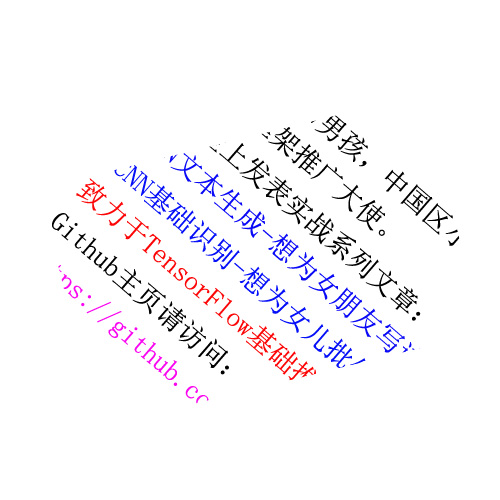 男孩，中国区
架推广大使。
上发表实战系列文章：
文本生成-想为女朋友写
CNN基础识别-想为女儿批
致力于TensorFlow基础
Github主页请访问：
ps://github.co